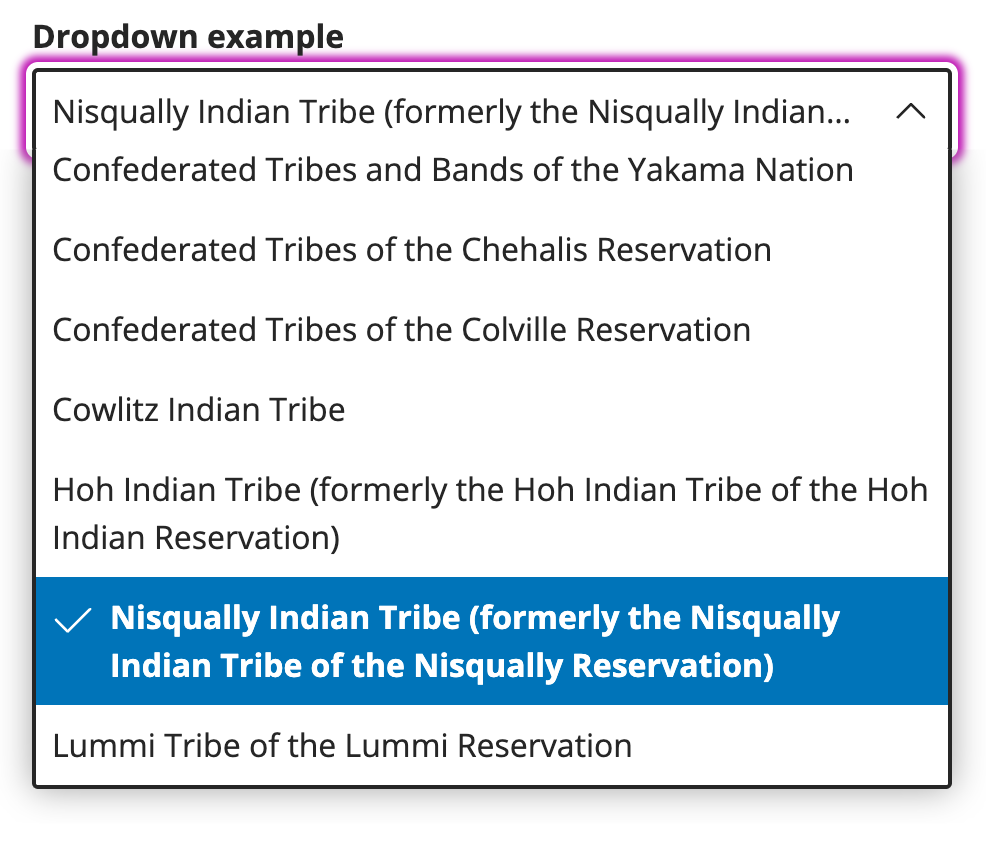 Dropdown example
Nisqually Indian Tribe (formerly the Nisqually Indian...
Confederated Tribes and Bands of the Yakama Nation
Confederated Tribes of the Chehalis Reservation
Confederated Tribes of the Colville Reservation
Cowlitz Indian Tribe
Hoh Indian Tribe (formerly the Hoh Indian Tribe of the Hoh
Indian Reservation)
Nisqually Indian Tribe (formerly the Nisqually
Indian Tribe of the Nisqually Reservation)
Lummi Tribe of the Lummi Reservation